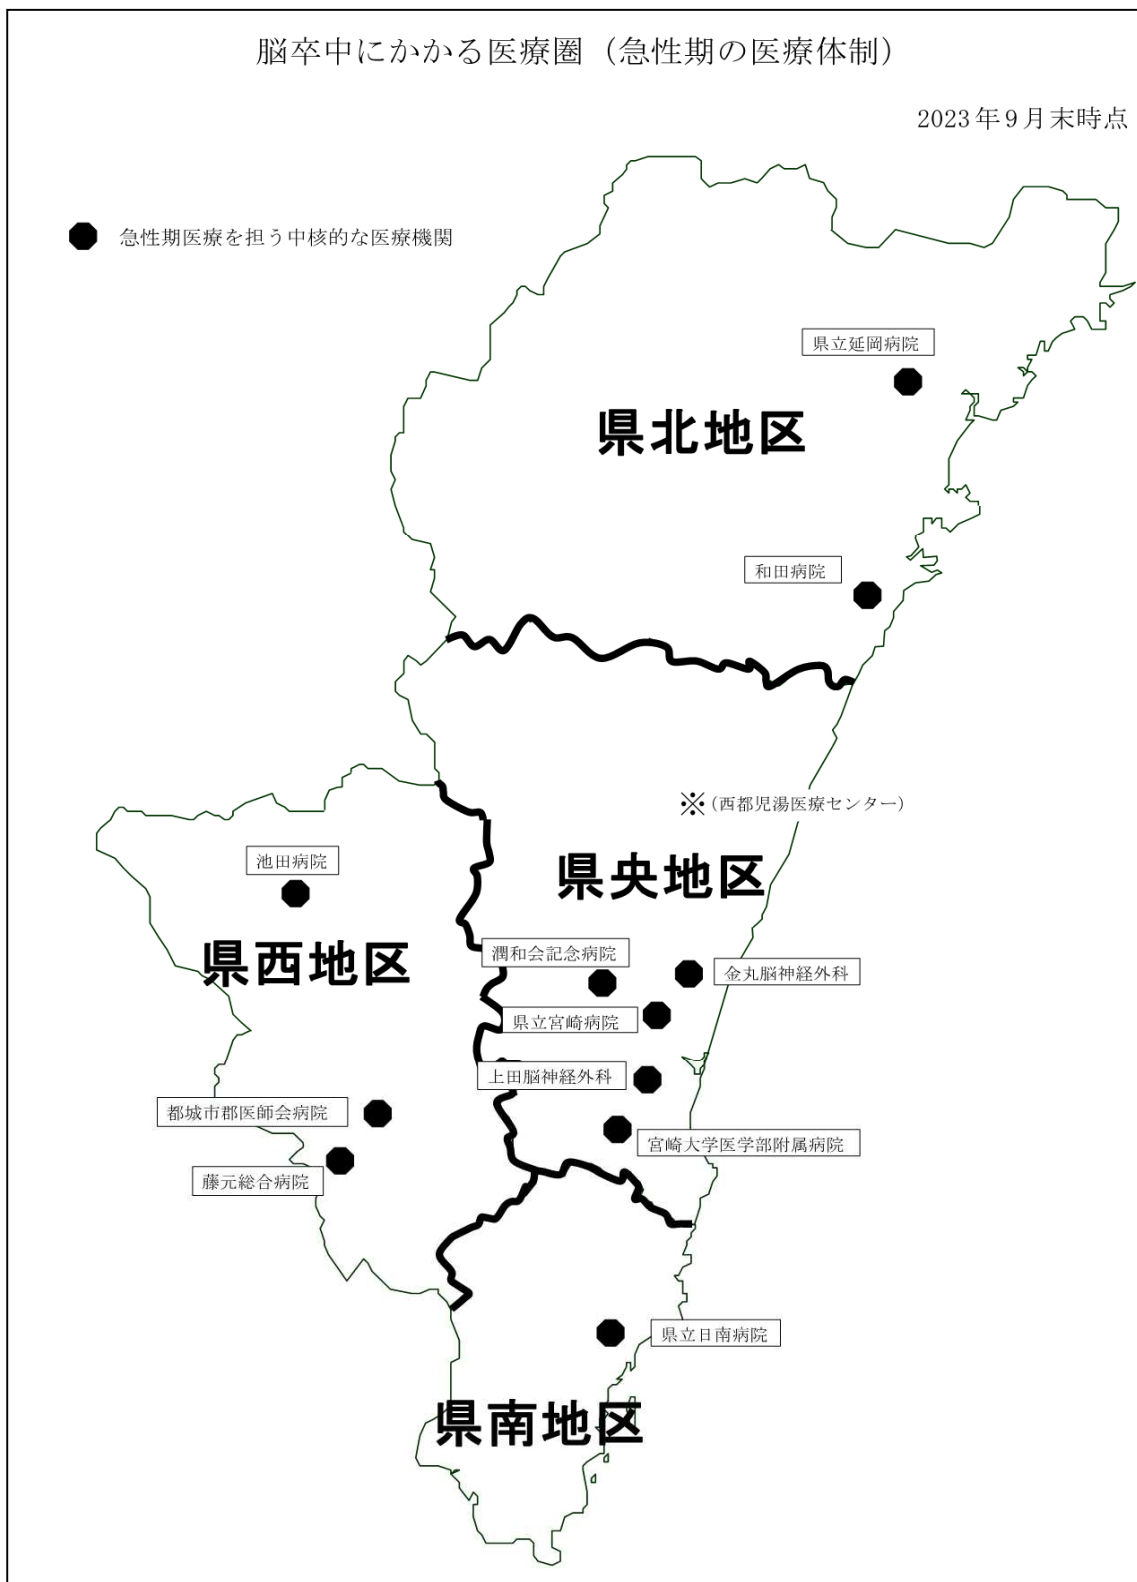 脳卒中にかかる医療圏（急性期の医療体制）
2023年9月末時点
急性期医療を担う中核的な医療機関
県立延岡病院
県北地区
和田病院
※(西都児湯医療センター)
池田病院
県央地区
県西地区
潤和会記念病院
金丸脳神経外科
県立宮崎病院
上田脳神経外科
都城市郡医師会病院
宮崎大学医学部附属病院
藤元総合病院
県立日南病院
県南地区